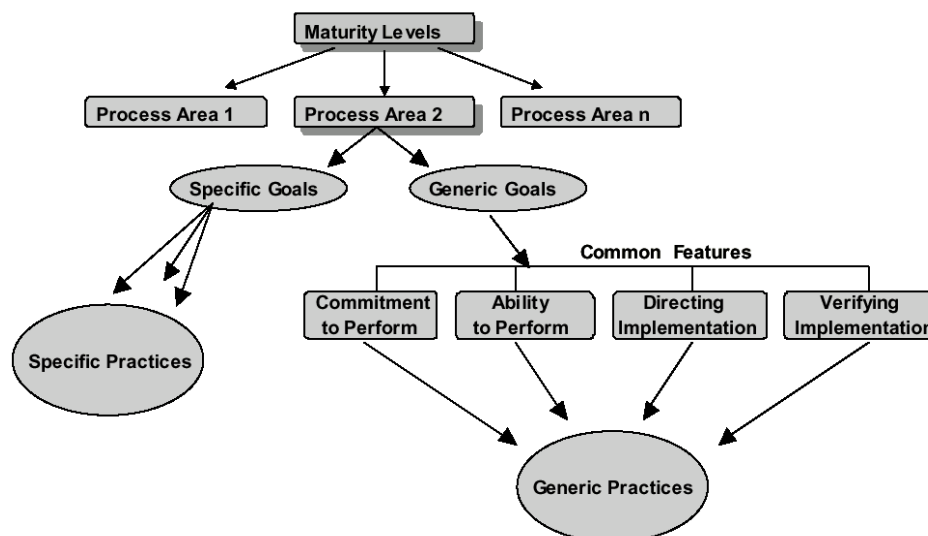 Maturity Levels
Process Area 1
Process Area 2
Process Area n
Specific Goals
Generic Goals
Common Features
Commitment
to Perform
Ability
to Perform
Directing
Implementation
Verifying
Implementation
Specific Practices
Generic Practices